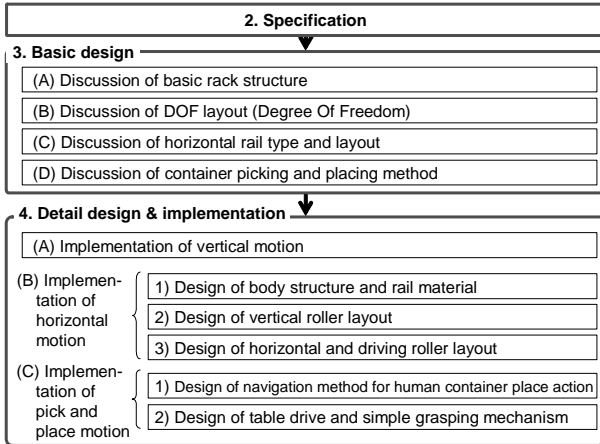 2. Specification
3. Basic design
(A) Discussion of basic rack structure
(B) Discussion of DOF layout (Degree Of Freedom)
(C) Discussion of horizontal rail type and layout
(D) Discussion of container picking and placing method
4. Detail design & implementation
(A) Implementation of vertical motion
(B) Implemen-
tation of
horizontal
motion
1) Design of body structure and rail material
2) Design of vertical roller layout
3) Design of horizontal and driving roller layout
(C) Implemen-
tation of
pick and
place motion
1) Design of navigation method for human container place action
2) Design of table drive and simple grasping mechanism